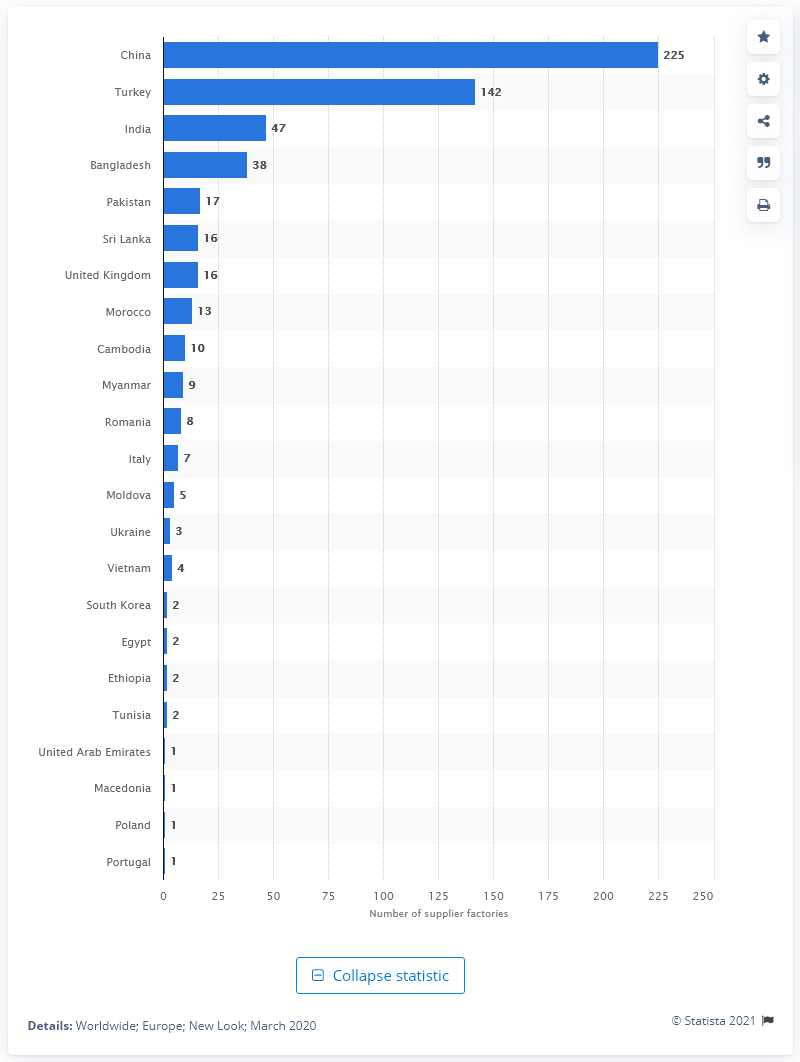 China 225
Turkey 142
India 47
Bangladesh 38
Pakistan 17
Sri Lanka 16
United Kingdom 16
Morocco 13
Cambodia 10
Myanmar 9
Romania 8
Italy 7
Moldova 5
Ukraine 3
Vietnam 4
South Korea 2
Egypt 2
Ethiopia 2
Tunisia 2
United Arab Emirates 1
Macedonia 1
Poland 1
Portugal 1
0 25 50 75 100 125 150 175 200 225 250
Number of supplier factories
Collapse statistic
© Statista 2021
Details: Worldwide; Europe; New Look; March 2020